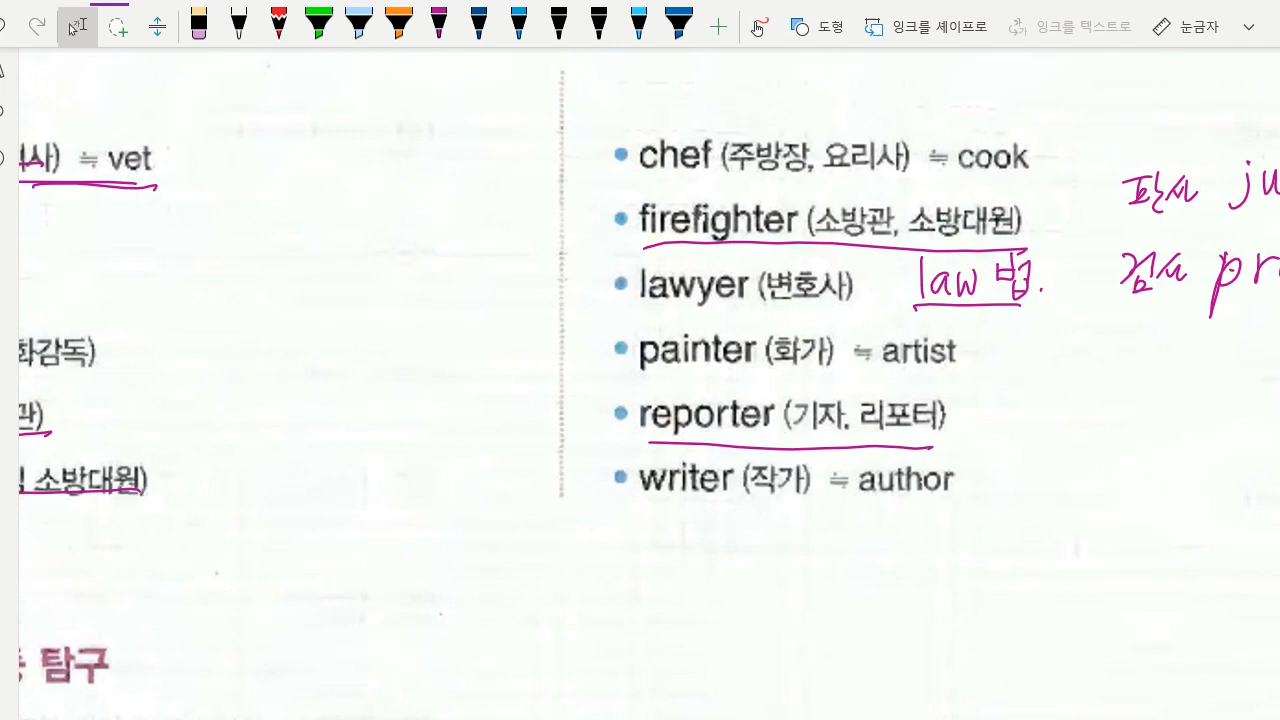 도형 잉크를 셰이프로 잉크를 텍스트로 눈금자
사) ≒ vet
화감독)
관)
소방대원)
탐구
• chef (주방장, 요리사) ≒ cook
• firefighter (소방관, 소방대원)
• lawyer (변호사) law 법.
• painter (화가) ≒ artist
• reporter (기자, 리포터)
• writer (작가) ≒ author
판사 ju
검사 pr